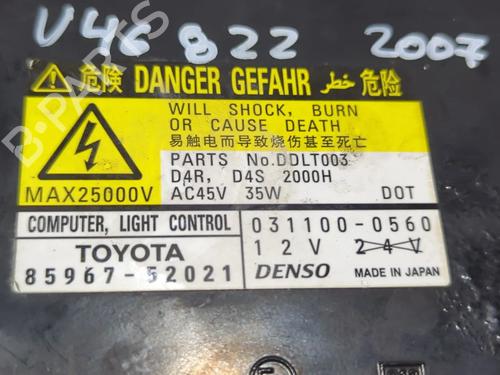 V46 822 2007
危険 DANGER GEFAHR خطر 危险
WILL SHOCK, BURN
OR CAUSE DEATH
易触电而导致烧伤甚至死亡
PARTS No.DDLT003
D4R, D4S 2000H
MAX25000V AC45V 35W DOT
COMPUTER, LIGHT CONTROL 031100-0560
TOYOTA 12V 24V
85967-52021 DENSO MADE IN JAPAN
B-PARTS